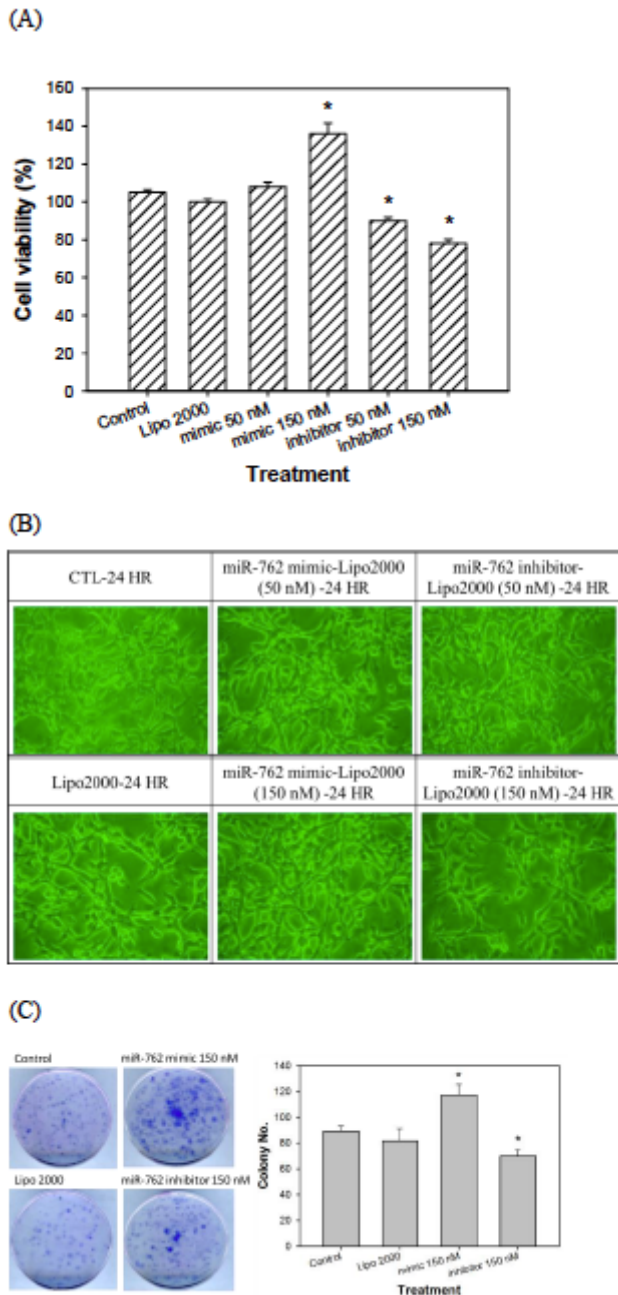 (A)
160
140
120
100
80
60
40
20
0
Cell viability (%)
*
*
*
Control
Lipo 2000
mimic 50 nM
mimic 150 nM
inhibitor 50 nM
inhibitor 150 nM
Treatment
(B)
CTL-24 HR
miR-762 mimic-Lipo2000
(50 nM) -24 HR
miR-762 inhibitor-
Lipo2000 (50 nM) -24 HR
Lipo2000-24 HR
miR-762 mimic-Lipo2000
(150 nM) -24 HR
miR-762 inhibitor-
Lipo2000 (150 nM) -24 HR
(C)
Control
miR-762 mimic 150 nM
Lipo 2000
miR-762 inhibitor 150 nM
140
120
100
80
60
40
20
0
Colony No.
*
*
Control
Lipo 2000
mimic 150 nM
inhibitor 150 nM
Treatment